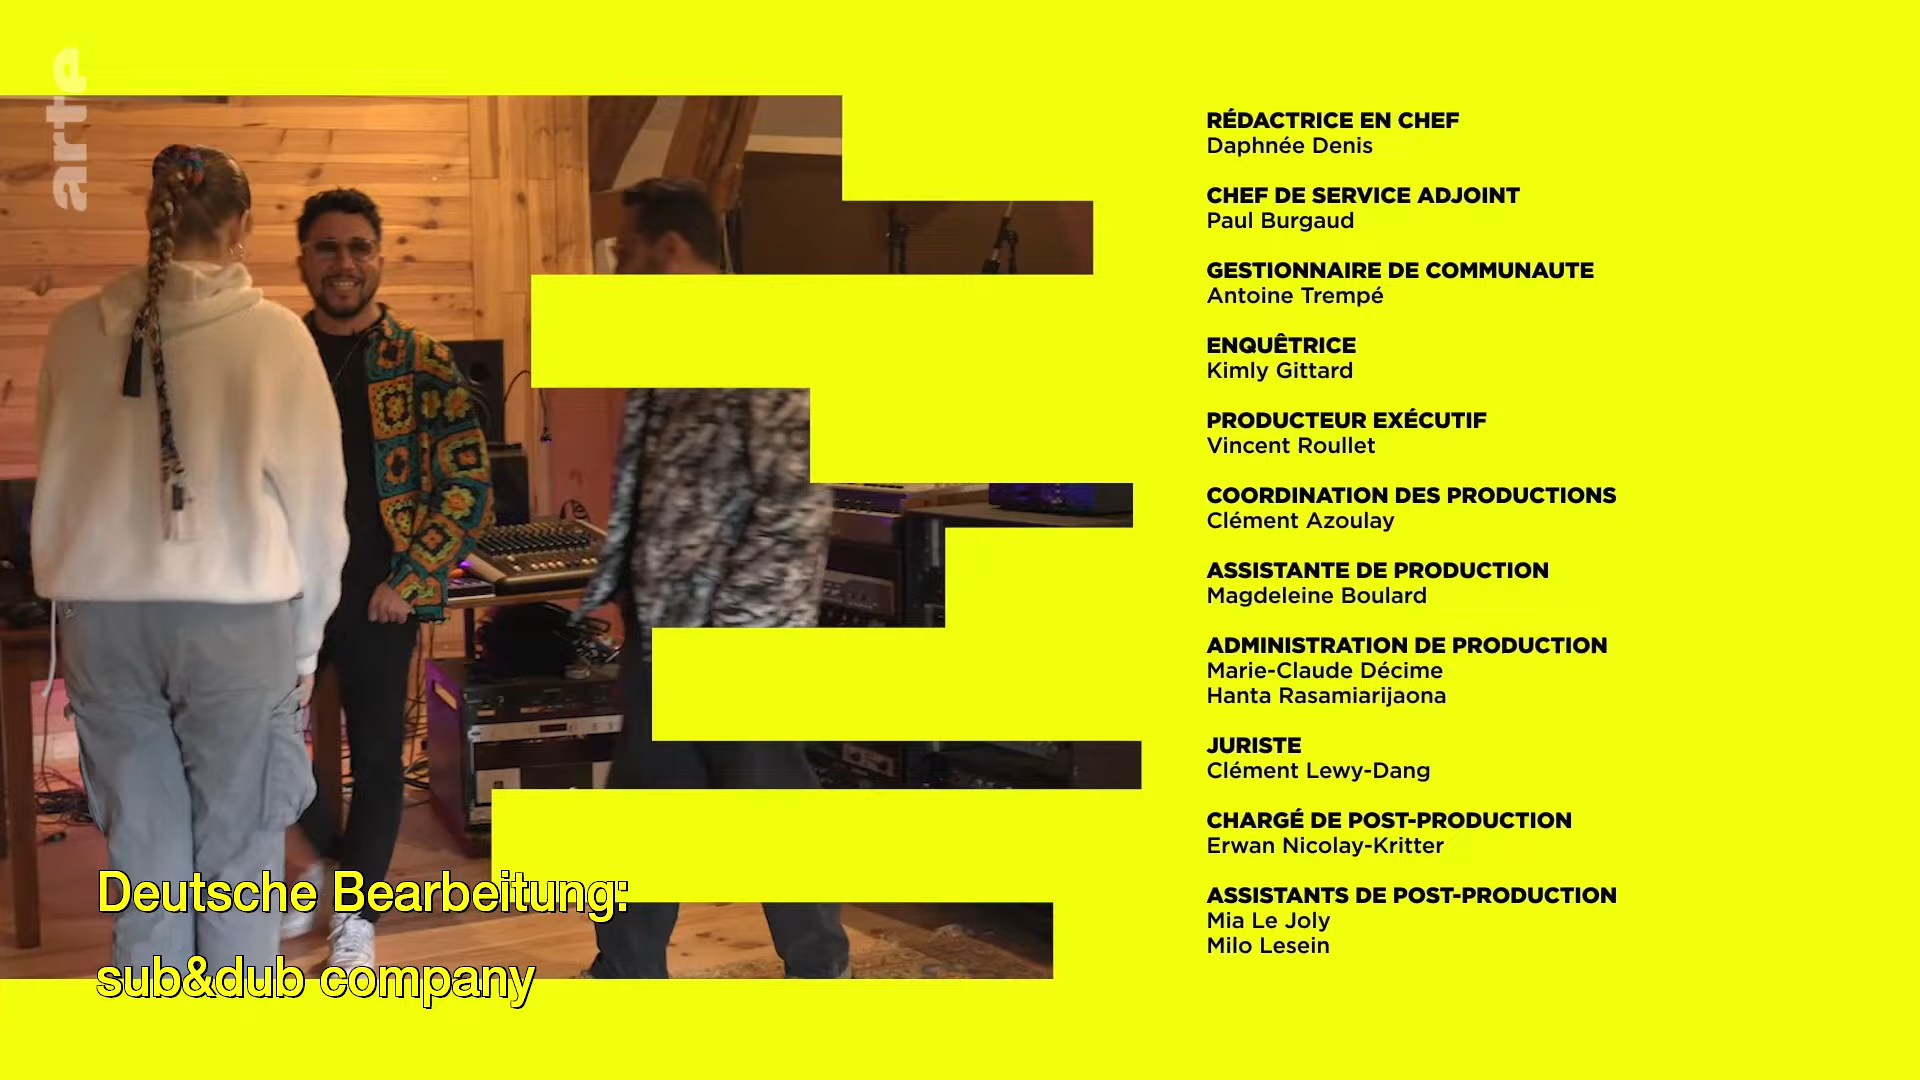 arte
RÉDACTRICE EN CHEF
Daphnée Denis
CHEF DE SERVICE ADJOINT
Paul Burgaud
GESTIONNAIRE DE COMMUNAUTE
Antoine Trempé
ENQUÊTRICE
Kimly Gittard
PRODUCTEUR EXÉCUTIF
Vincent Roullet
COORDINATION DES PRODUCTIONS
Clément Azoulay
ASSISTANTE DE PRODUCTION
Magdeleine Boulard
ADMINISTRATION DE PRODUCTION
Marie-Claude Décime
Hanta Rasamiarijaona
JURISTE
Clément Lewy-Dang
CHARGÉ DE POST-PRODUCTION
Erwan Nicolay-Kritter
ASSISTANTS DE POST-PRODUCTION
Mia Le Joly
Milo Lesein
Deutsche Bearbeitung:
sub&dub company